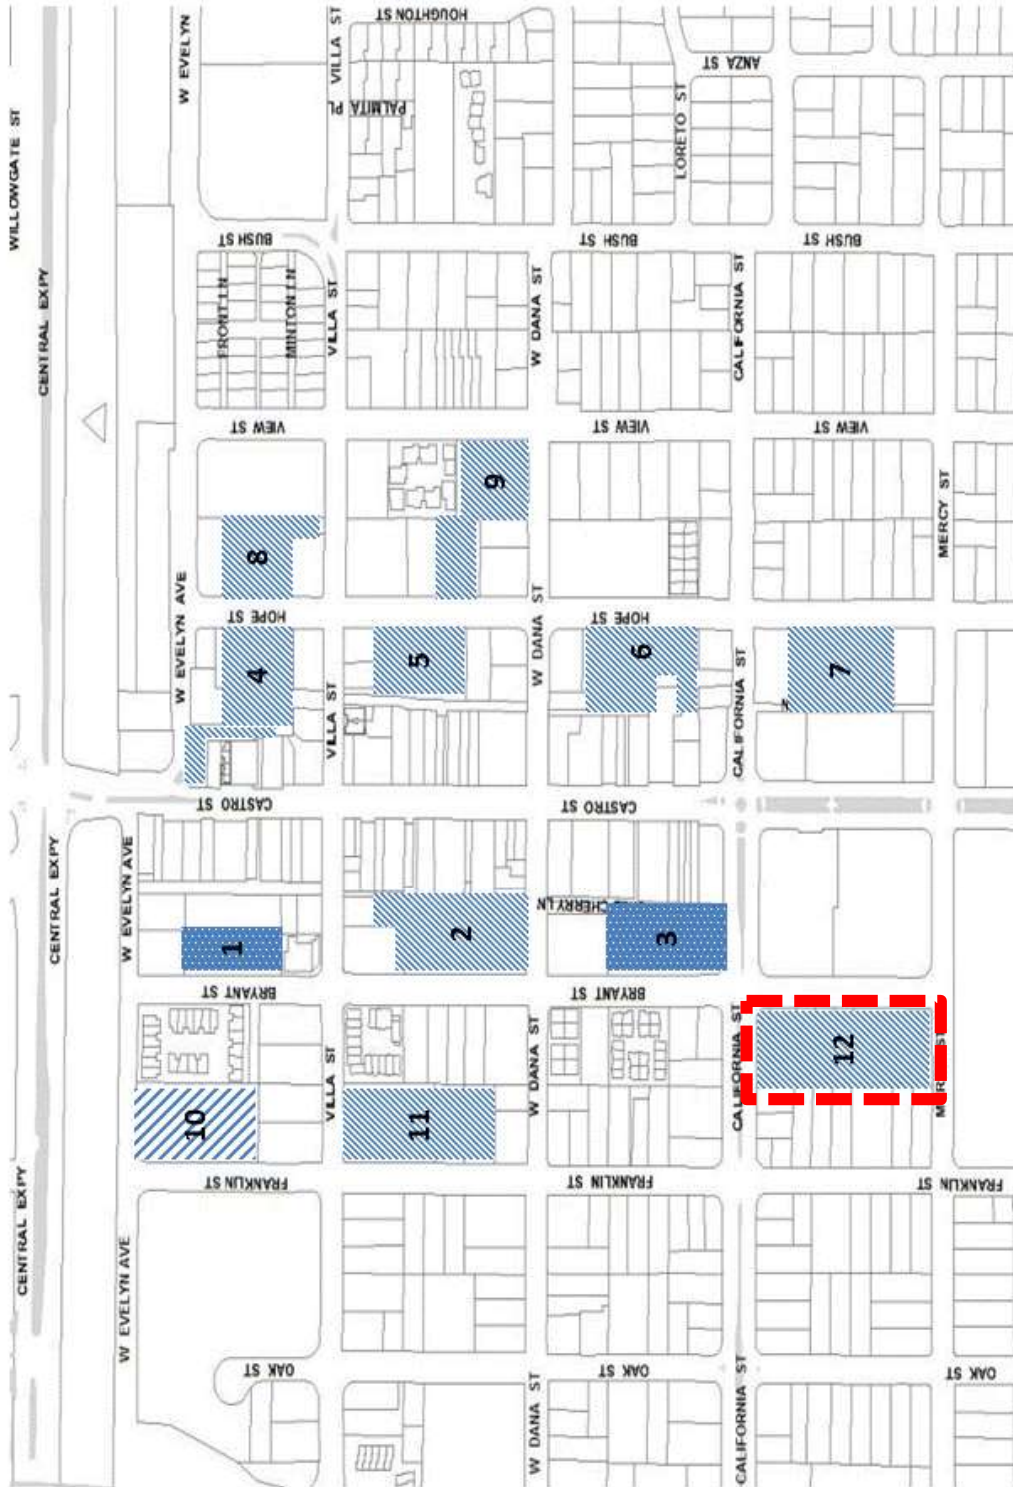 WILLOWGATE ST
CENTRAL EXPY
W EVELYN
VILLA ST
HOUGHTON ST
PALMITA PL
ANZA ST
LORETO ST
BUSH ST
BUSH ST
BUSH ST
FRONT LN
MINTON LN
VILLA ST
W DANA ST
CALIFORNIA ST
VIEW ST
VIEW ST
VIEW ST
8
9
MERCY ST
W EVELYN AVE
HOPE ST
W DANA ST
HOPE ST
4
5
6
7
VILLA ST
CALIFORNIA ST
CASTRO ST
CASTRO ST
CENTRAL EXPY
W EVELYN AVE
1
2
CHERRY LN
3
BRYANT ST
BRYANT ST
VILLA ST
W DANA ST
CALIFORNIA ST
10
11
12
MER ST
CENTRAL EXPY
FRANKLIN ST
FRANKLIN ST
FRANKLIN ST
W EVELYN AVE
OAK ST
OAK ST
OAK ST
W DANA ST
CALIFORNIA ST